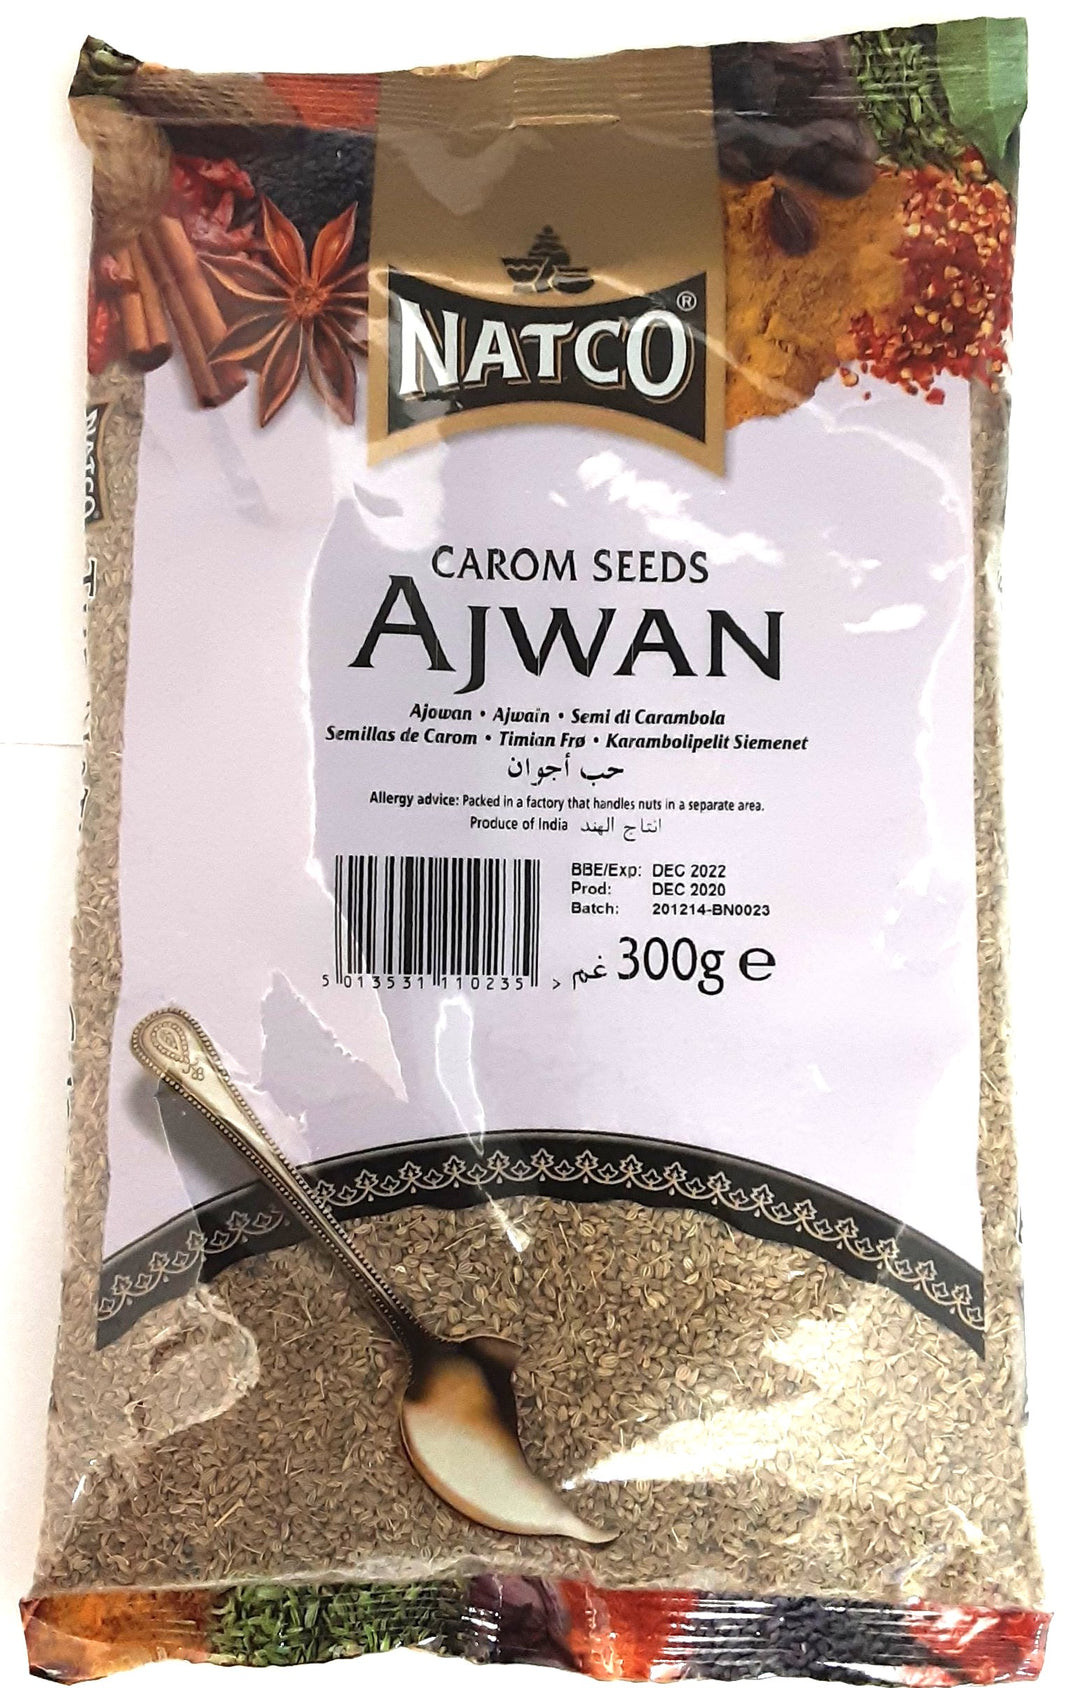 NATCO®
CAROM SEEDS
AJWAN
Ajowan • Ajwain • Semi di Carambola
Semillas de Carom • Timian Frø • Karambolipelit Siemenet
حب أجوان
Allergy advice: Packed in a factory that handles nuts in a separate area.
Produce of India انتاج الهند
BBE/Exp: DEC 2022
Prod: DEC 2020
Batch: 201214-BN0023
5 013531 110235 >
غم 300g e
NATCO